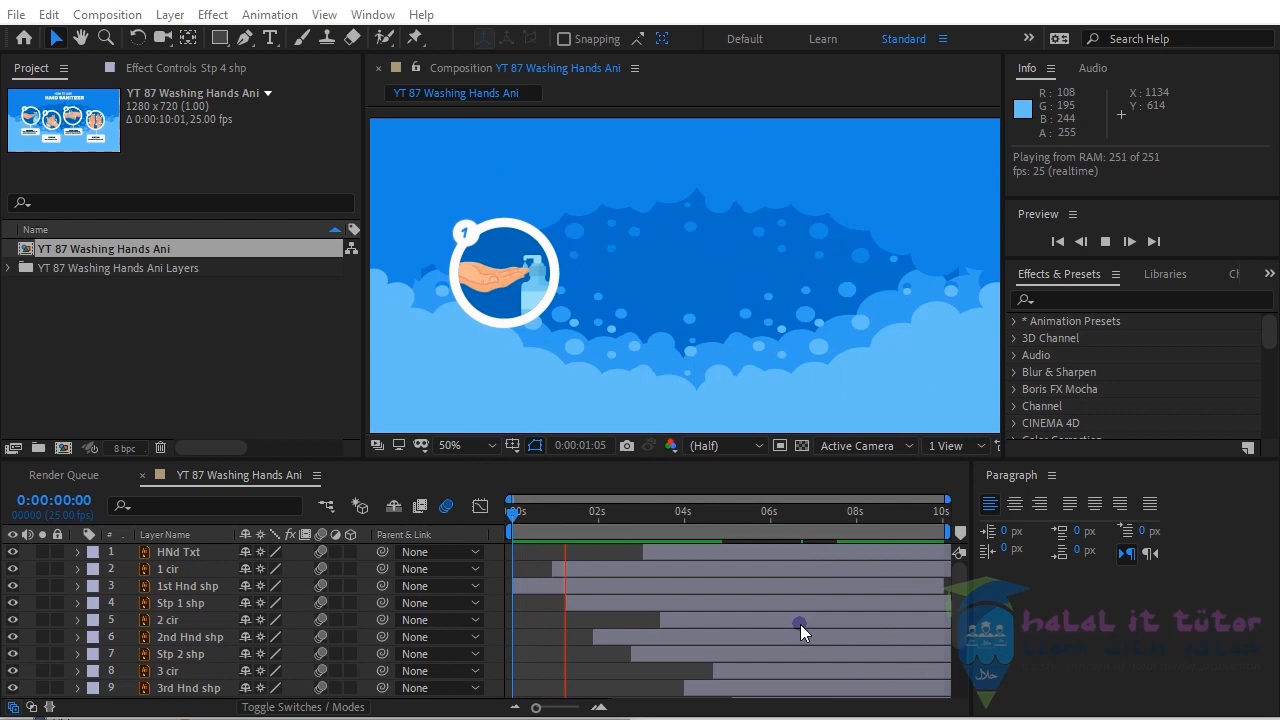 File Edit Composition Layer Effect Animation View Window Help
Snapping Default Learn Standard Search Help
Project Effect Controls Stp 4 shp
Composition YT 87 Washing Hands Ani
Info Audio
YT 87 Washing Hands Ani
1280 x 720 (1.00)
Δ 0:00:10:01, 25.00 fps
YT 87 Washing Hands Ani
R: 108
G: 195
B: 244
A: 255
X: 1134
Y: 614
HAND SANITIZER
1
Playing from RAM: 251 of 251
fps: 25 (realtime)
Preview
Name
YT 87 Washing Hands Ani
YT 87 Washing Hands Ani Layers
Effects & Presets Libraries
* Animation Presets
3D Channel
Audio
Blur & Sharpen
Boris FX Mocha
Channel
CINEMA 4D
8 bpc
50% 0:00:01:05 (Half) Active Camera 1 View
Render Queue YT 87 Washing Hands Ani
Paragraph
0:00:00:00
00000 (25.00 fps)
:00s 02s 04s 06s 08s 10s
# Layer Name fx Parent & Link
1 HNd Txt None
2 1 cir None
3 1st Hnd shp None
4 Stp 1 shp None
5 2 cir None
6 2nd Hnd shp None
7 Stp 2 shp None
8 3 cir None
9 3rd Hnd shp None
Toggle Switches / Modes
0 px 0 px 0 px
0 px 0 px
halal it tutor
حلال